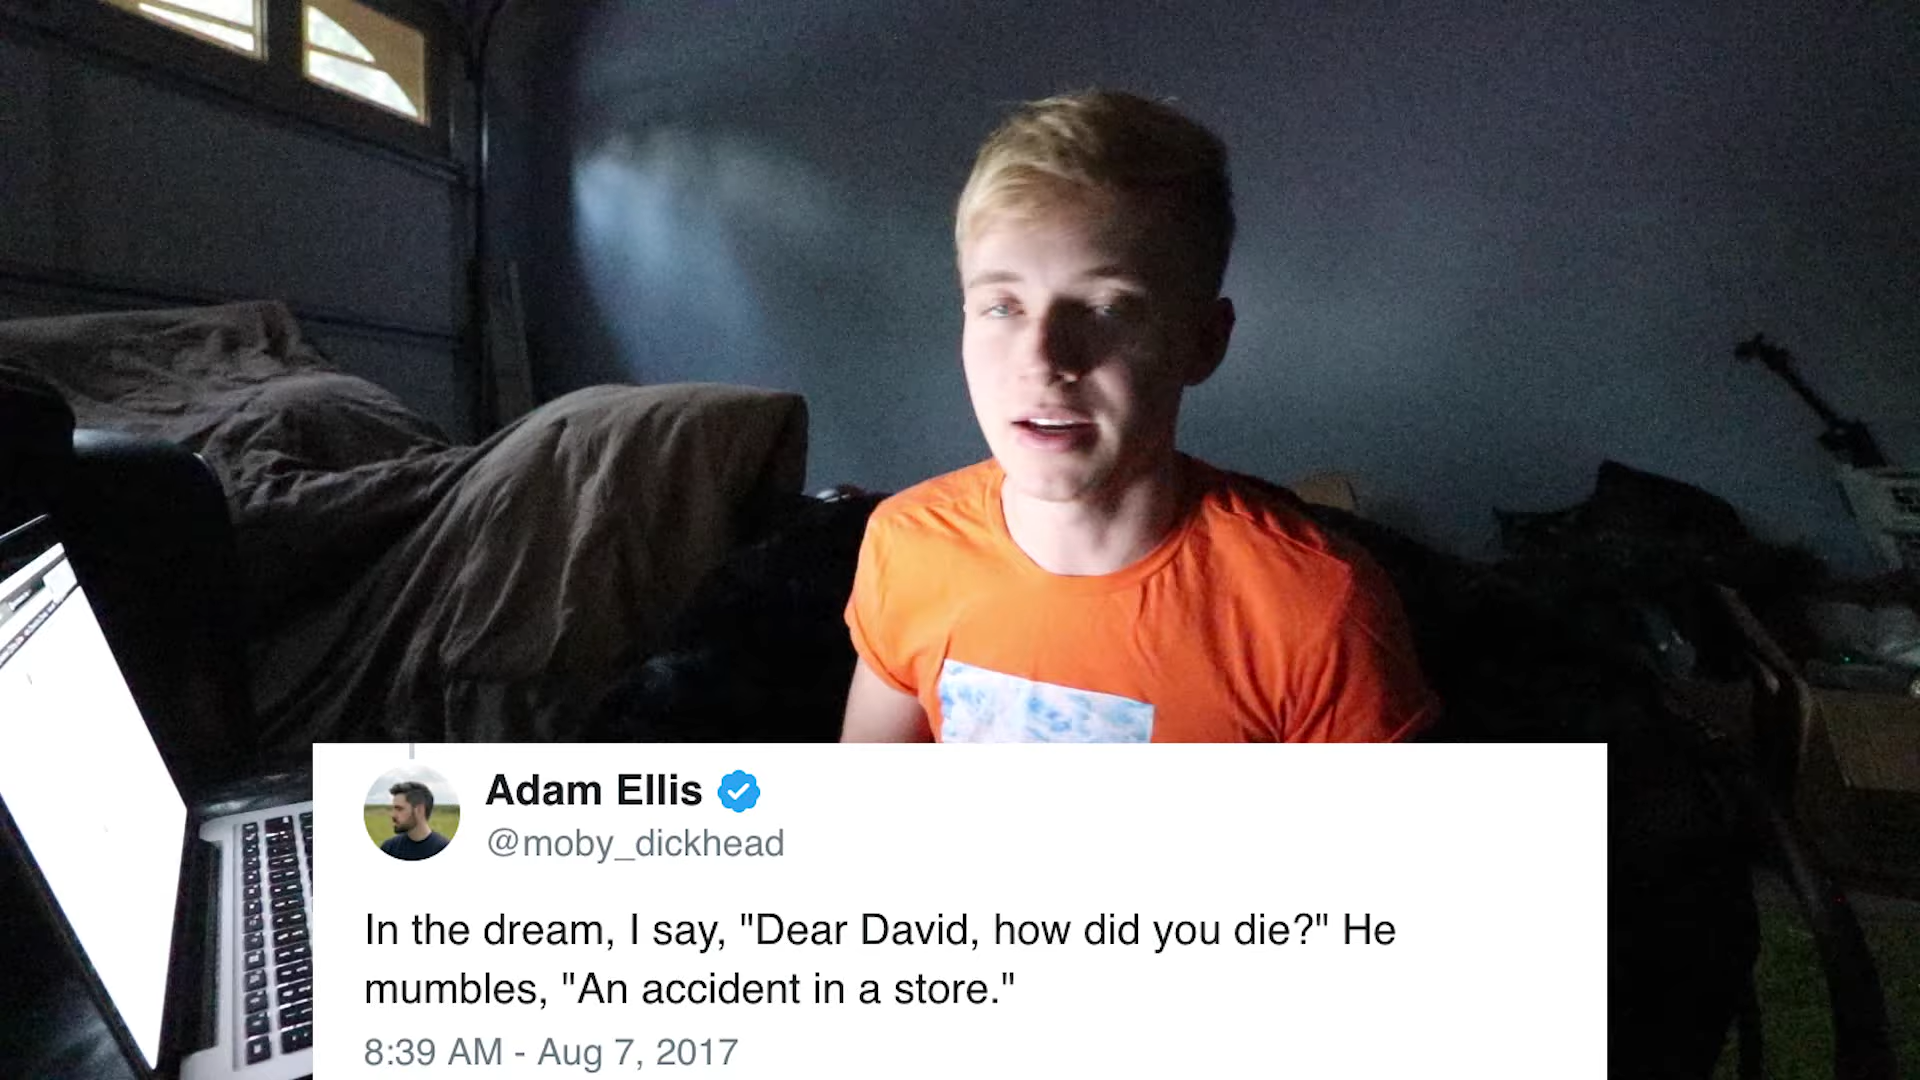 Adam Ellis
@moby_dickhead
In the dream, I say, "Dear David, how did you die?" He
mumbles, "An accident in a store."
8:39 AM - Aug 7, 2017